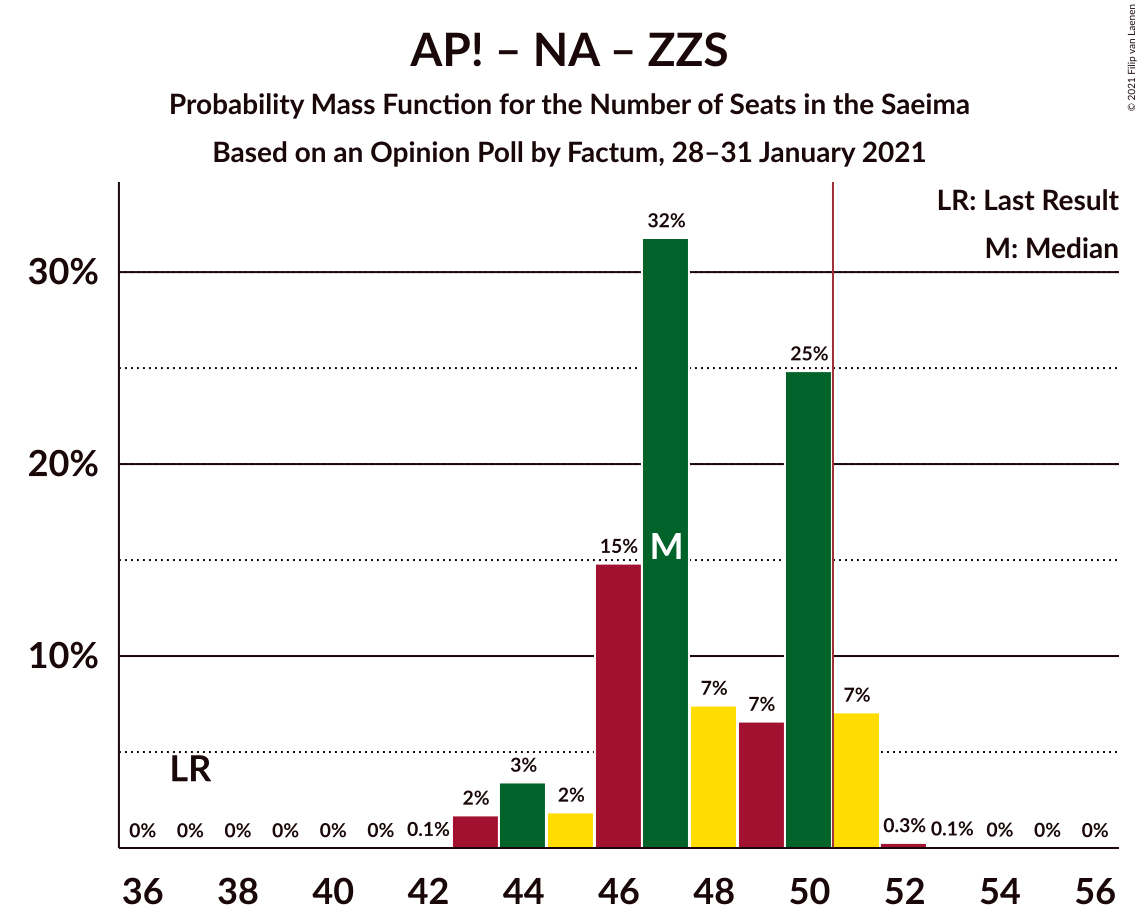 AP! – NA – ZZS
Probability Mass Function for the Number of Seats in the Saeima
Based on an Opinion Poll by Factum, 28–31 January 2021
© 2021 Filip van Laenen
LR: Last Result
M: Median
30%
20%
10%
32%
25%
15%
M
7%
7%
7%
LR
3%
2%
2%
0% 0% 0% 0% 0% 0% 0.1% 0.3% 0.1% 0% 0% 0%
36 38 40 42 44 46 48 50 52 54 56